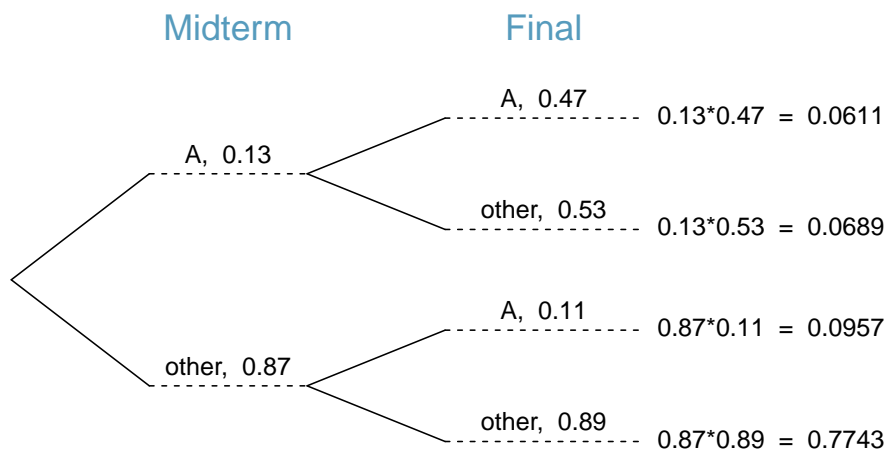 Midterm Final
A, 0.47
0.13*0.47 = 0.0611
A, 0.13
other, 0.53
0.13*0.53 = 0.0689
A, 0.11
0.87*0.11 = 0.0957
other, 0.87
other, 0.89
0.87*0.89 = 0.7743